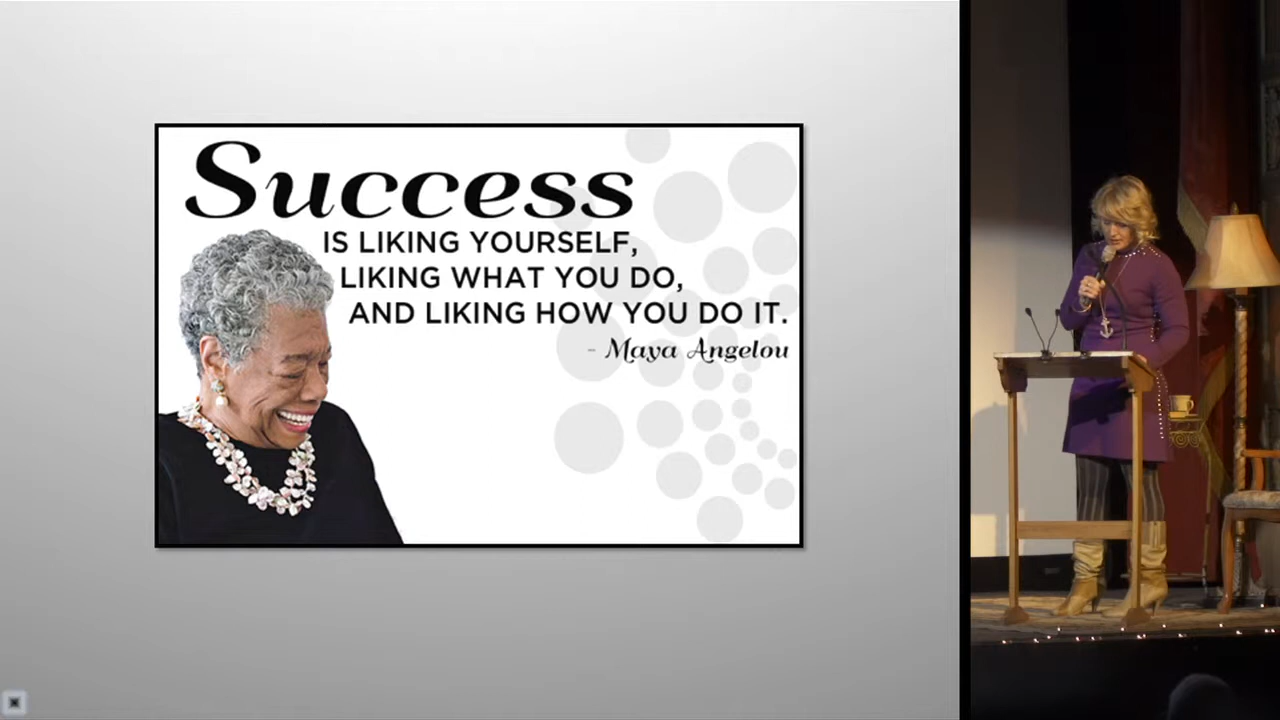 Success
IS LIKING YOURSELF,
LIKING WHAT YOU DO,
AND LIKING HOW YOU DO IT.
- Maya Angelou